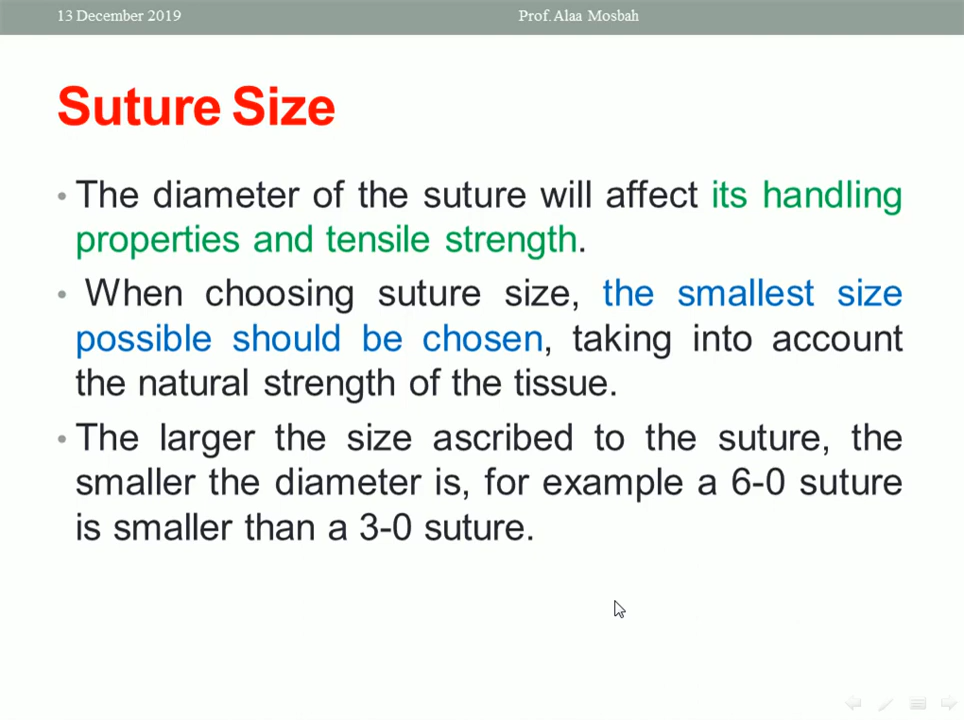 13 December 2019 Prof. Alaa Mosbah
Suture Size
• The diameter of the suture will affect its handling
properties and tensile strength.
• When choosing suture size, the smallest size
possible should be chosen, taking into account
the natural strength of the tissue.
• The larger the size ascribed to the suture, the
smaller the diameter is, for example a 6-0 suture
is smaller than a 3-0 suture.